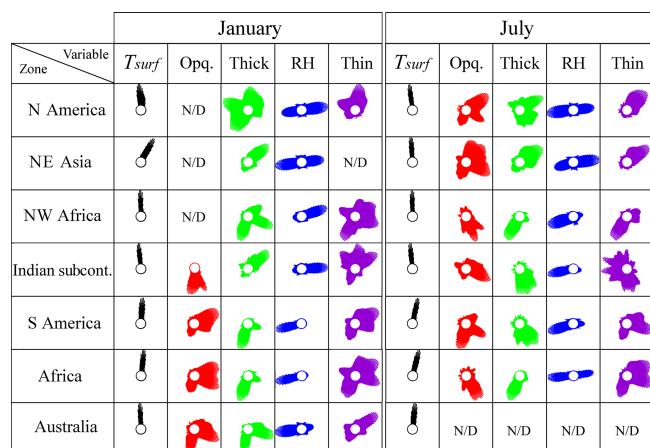 January July
Variable Zone Tsurf Opq. Thick RH Thin Tsurf Opq. Thick RH Thin
N America N/D
NE Asia N/D N/D
NW Africa N/D
Indian subcont.
S America
Africa
Australia N/D N/D N/D N/D